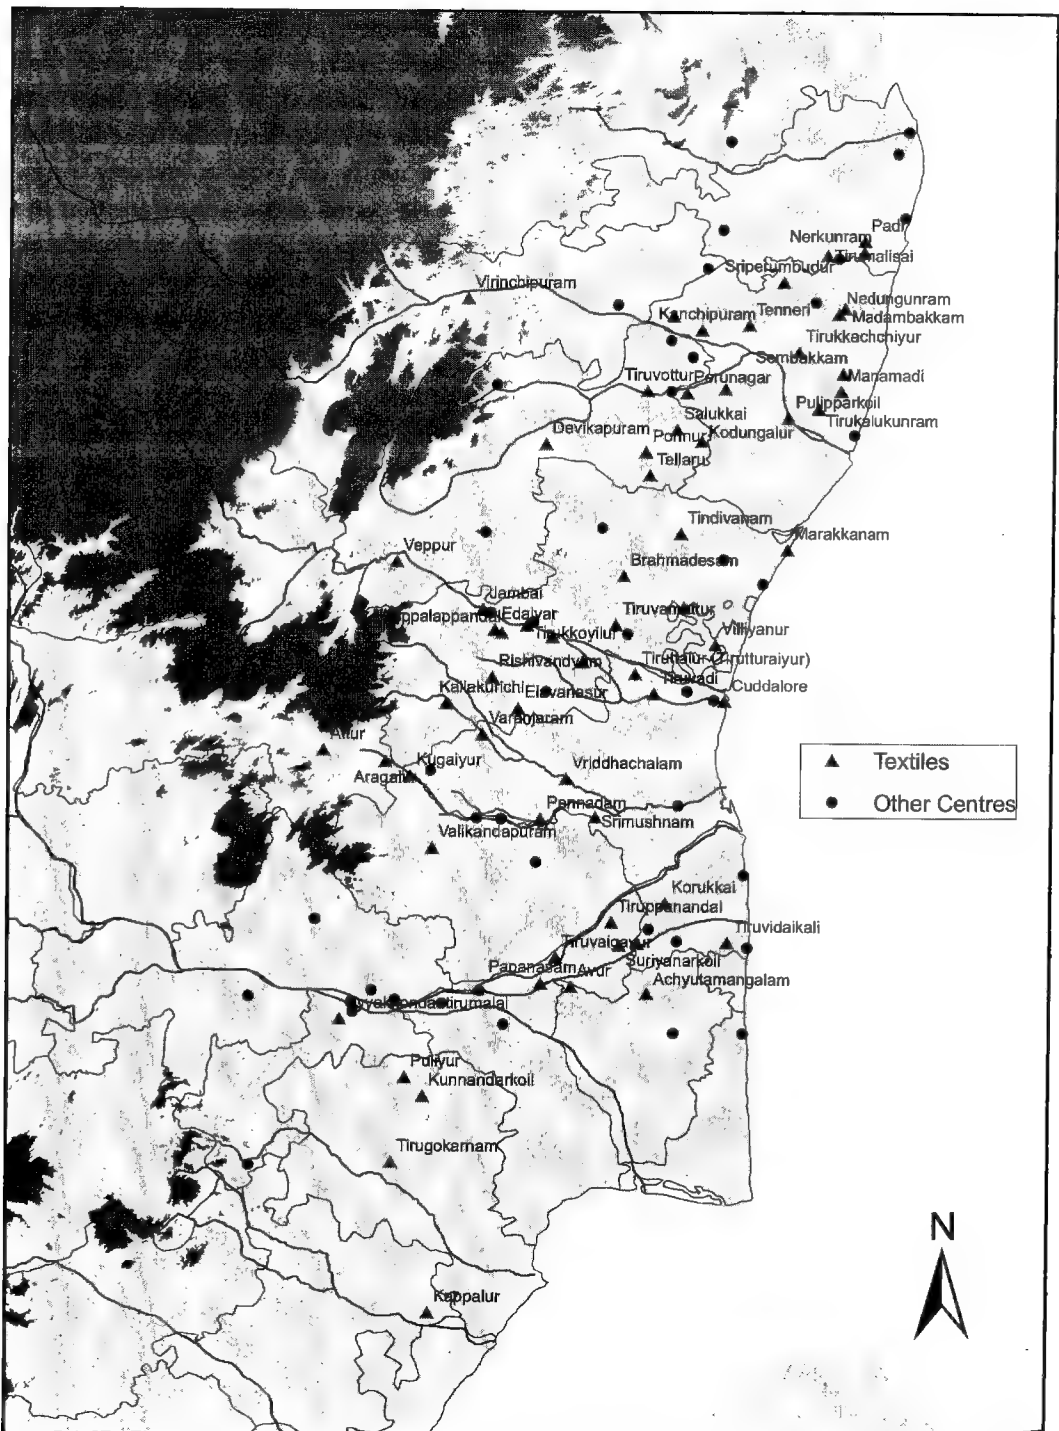 Padi
Nerkunram
Tirumalisai
Sriperumbudur
Virinchipuram
Nedungunram
Kanchipuram
Tenneri
Madambakkam
Tirukkachchiyur
Sembakkam
Tiruvottur
Perunagar
Manamadi
Pulipparkoil
Salukkai
Tirukalukunram
Devikapuram
Ponnur
Kodungalur
Tellaru
Tindivanam
Marakkanam
Veppur
Brahmadesam
Jambai
Edaiyar
Tiruvamattur
Tirukkoyilur
Villiyanur
Rishivandyam
(Tirutturaiyur)
Tiruvadi
Kallakurichi
Elavanasur
Cuddalore
Varanjaram
Attur
Kugaiyur
Aragalur
Vriddhachalam
Textiles
Other Centres
Pennadam
Srimushnam
Valikandapuram
Korukkai
Tiruppanandal
Tiruvidaikali
Tiruvaigavur
Suriyanarkoil
Papanasam
Avur
Achyutamangalam
Puliyur
Kunnandarkoil
Tirugokarnam
N
Kappalur